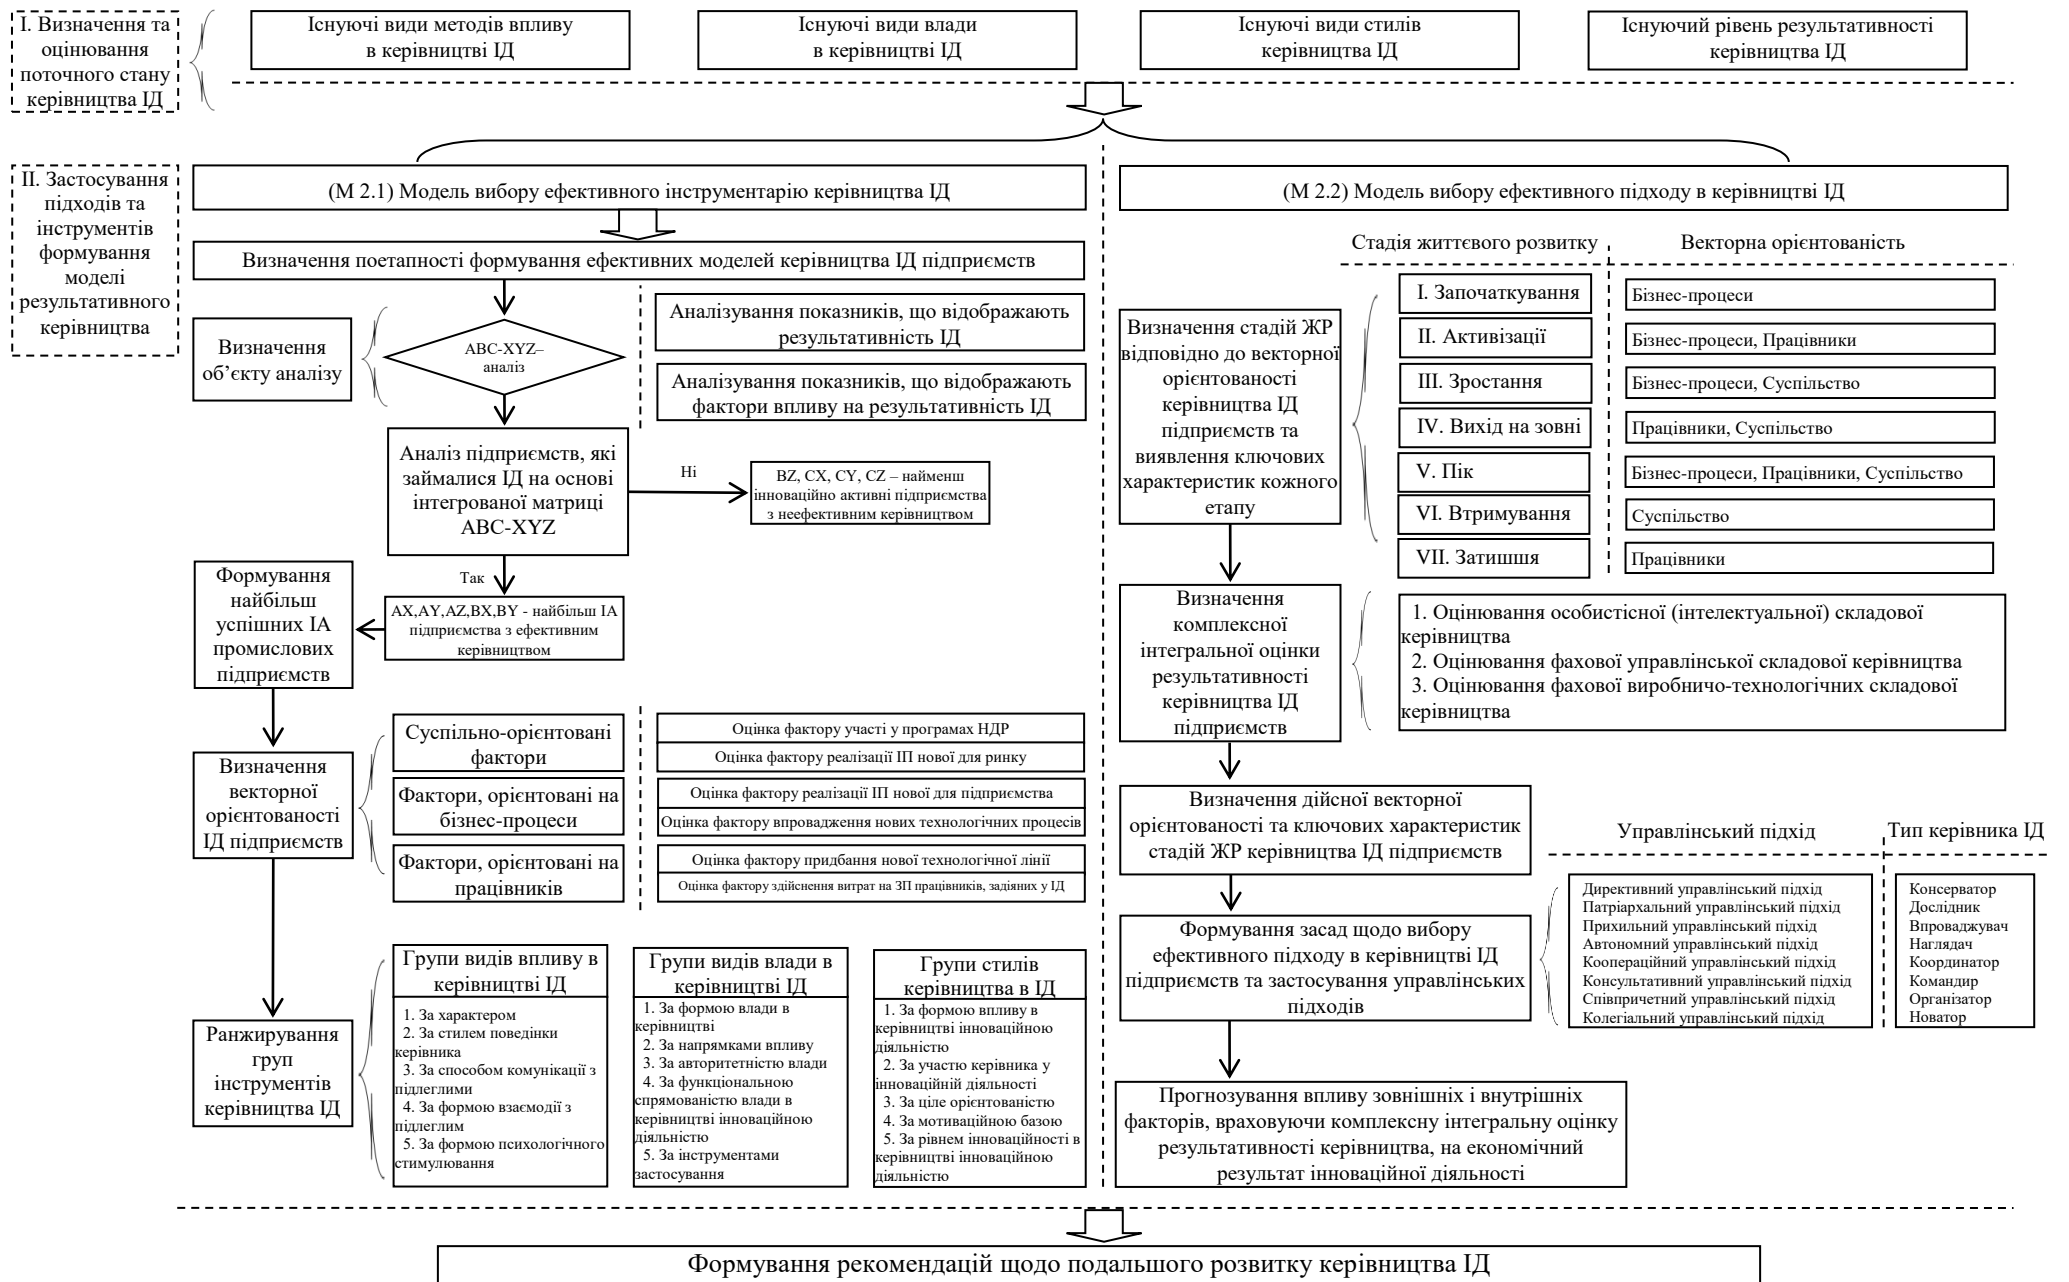 І. Визначення та
оцінювання
поточного стану
керівництва ІД
Існуючі види методів впливу
в керівництві ІД
Існуючі види влади
в керівництві ІД
Існуючі види стилів
керівництва ІД
Існуючий рівень результативності
керівництва ІД
ІІ. Застосування
підходів та
інструментів
формування
моделі
результативного
керівництва
(М 2.1) Модель вибору ефективного інструментарію керівництва ІД
Визначення поетапності формування ефективних моделей керівництва ІД підприємств
Визначення
об’єкту аналізу
ABC-XYZ–
аналіз
Аналізування показників, що відображають
результативність ІД
Аналізування показників, що відображають
фактори впливу на результативність ІД
Аналіз підприємств, які
займалися ІД на основі
інтегрованої матриці
ABC-XYZ
Ні
BZ, CX, CY, CZ – найменш
інноваційно активні підприємства
з неефективним керівництвом
Так
AX,AY,AZ,BX,BY - найбільш ІА
підприємства з ефективним
керівництвом
Формування
найбільш
успішних ІА
промислових
підприємств
Визначення
векторної
орієнтованості
ІД підприємств
Суспільно-орієнтовані
фактори
Фактори, орієнтовані на
бізнес-процеси
Фактори, орієнтовані на
працівників
Оцінка фактору участі у програмах НДР
Оцінка фактору реалізації ІП нової для ринку
Оцінка фактору реалізації ІП нової для підприємства
Оцінка фактору впровадження нових технологічних процесів
Оцінка фактору придбання нової технологічної лінії
Оцінка фактору здійснення витрат на ЗП працівників, задіяних у ІД
Ранжирування
груп
інструментів
керівництва ІД
Групи видів впливу в
керівництві ІД
1. За характером
2. За стилем поведінки
керівника
3. За способом комунікації з
підлеглими
4. За формою взаємодії з
підлеглим
5. За формою психологічного
стимулювання
Групи видів влади в
керівництві ІД
1. За формою влади в
керівництві
2. За напрямками впливу
3. За авторитетністю влади
4. За функціональною
спрямованістю влади в
керівництві інноваційною
діяльністю
5. За інструментами
застосування
Групи стилів
керівництва в ІД
1. За формою впливу в
керівництві інноваційною
діяльністю
2. За участю керівника у
інноваційній діяльності
3. За ціле орієнтованістю
4. За мотиваційною базою
5. За рівнем інноваційності в
керівництві інноваційною
діяльністю
(М 2.2) Модель вибору ефективного підходу в керівництві ІД
Стадія життєвого розвитку
Векторна орієнтованість
Визначення стадій ЖР
відповідно до векторної
орієнтованості
керівництва ІД
підприємств та
виявлення ключових
характеристик кожного
етапу
І. Започаткування
Бізнес-процеси
ІІ. Активізації
Бізнес-процеси, Працівники
ІІІ. Зростання
Бізнес-процеси, Суспільство
IV. Вихід на зовні
Працівники, Суспільство
V. Пік
Бізнес-процеси, Працівники, Суспільство
VI. Втримування
Суспільство
VII. Затишшя
Працівники
Визначення
комплексної
інтегральної оцінки
результативності
керівництва ІД
підприємств
1. Оцінювання особистісної (інтелектуальної) складової
керівництва
2. Оцінювання фахової управлінської складової керівництва
3. Оцінювання фахової виробничо-технологічних складової
керівництва
Визначення дійсної векторної
орієнтованості та ключових характеристик
стадій ЖР керівництва ІД підприємств
Управлінський підхід
Тип керівника ІД
Формування засад щодо вибору
ефективного підходу в керівництві ІД
підприємств та застосування управлінських
підходів
Директивний управлінський підхід
Патріархальний управлінський підхід
Прихильний управлінський підхід
Автономний управлінський підхід
Коопераційний управлінський підхід
Консультативний управлінський підхід
Співпричетний управлінський підхід
Колегіальний управлінський підхід
Консерватор
Дослідник
Впроваджувач
Наглядач
Координатор
Командир
Організатор
Новатор
Прогнозування впливу зовнішніх і внутрішніх
факторів, враховуючи комплексну інтегральну оцінку
результативності керівництва, на економічний
результат інноваційної діяльності
Формування рекомендацій щодо подальшого розвитку керівництва ІД